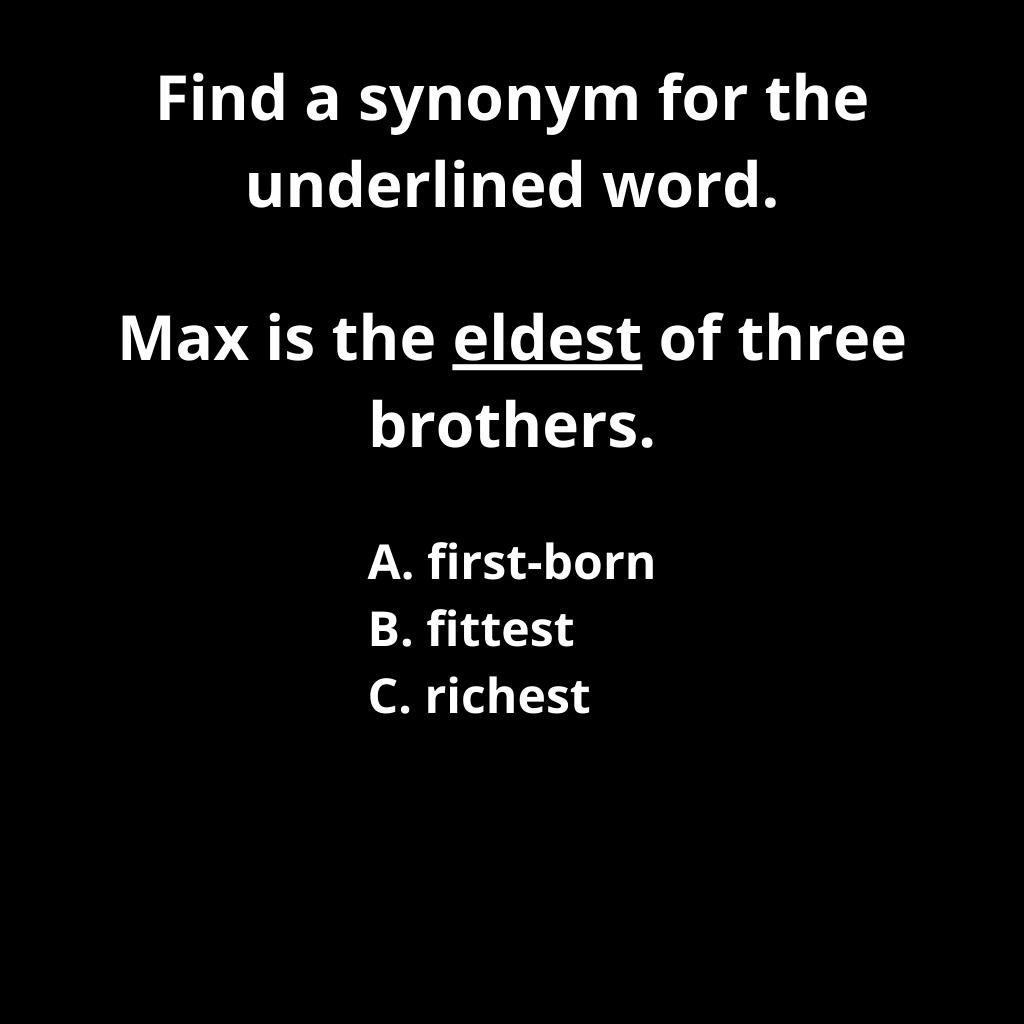 Find a synonym for the
underlined word.
Max is the eldest of three
brothers.
A. first-born
B. fittest
C. richest